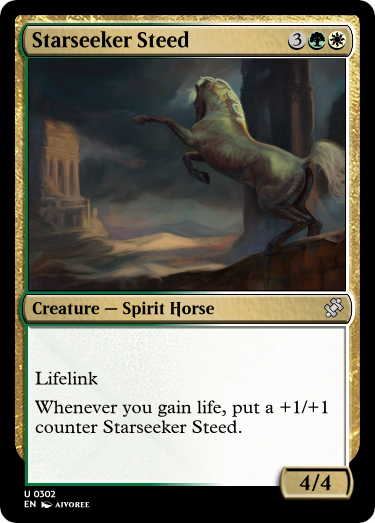 Starseeker Steed 3
Creature — Spirit Horse
Lifelink
Whenever you gain life, put a +1/+1
counter Starseeker Steed.
4/4
U 0302
EN AIVOREE